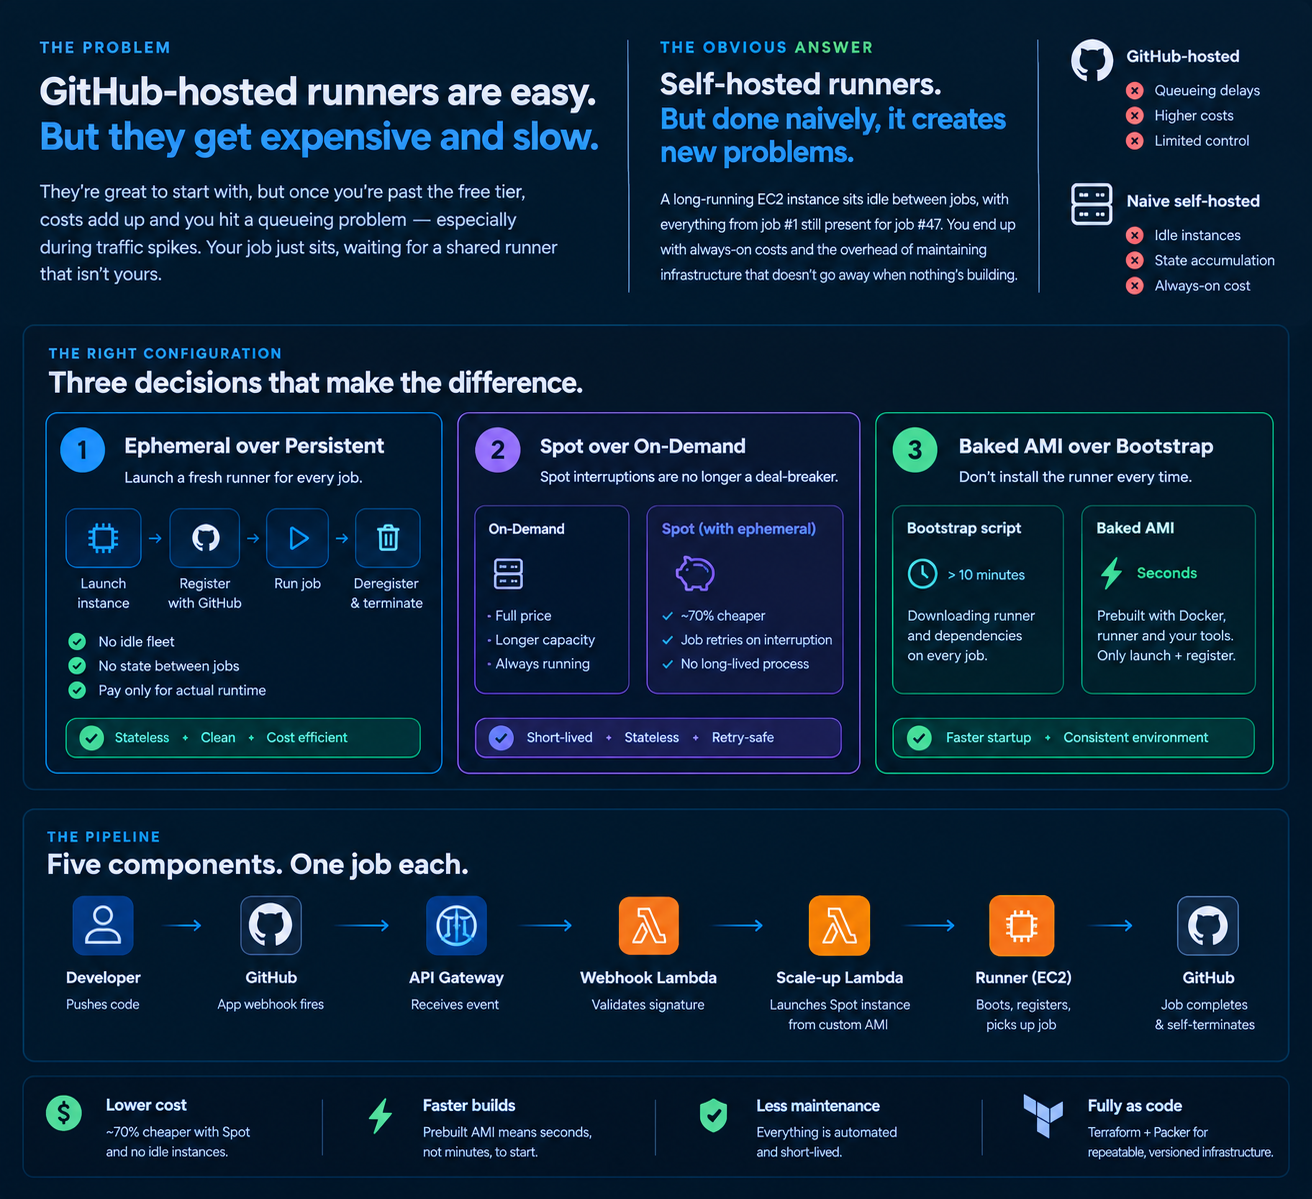 THE PROBLEM
GitHub-hosted runners are easy.
But they get expensive and slow.
They're great to start with, but once you're past the free tier,
costs add up and you hit a queueing problem — especially
during traffic spikes. Your job just sits, waiting for a shared runner
that isn't yours.
THE OBVIOUS ANSWER
Self-hosted runners.
But done naively, it creates
new problems.
A long-running EC2 instance sits idle between jobs, with
everything from job #1 still present for job #47. You end up
with always-on costs and the overhead of maintaining
infrastructure that doesn't go away when nothing's building.
GitHub-hosted
Queueing delays
Higher costs
Limited control
Naive self-hosted
Idle instances
State accumulation
Always-on cost
THE RIGHT CONFIGURATION
Three decisions that make the difference.
1
Ephemeral over Persistent
Launch a fresh runner for every job.
Launch
instance
Register
with GitHub
Run job
Deregister
& terminate
No idle fleet
No state between jobs
Pay only for actual runtime
Stateless + Clean + Cost efficient
2
Spot over On-Demand
Spot interruptions are no longer a deal-breaker.
On-Demand
- Full price
- Longer capacity
- Always running
Spot (with ephemeral)
~70% cheaper
Job retries on interruption
No long-lived process
Short-lived + Stateless + Retry-safe
3
Baked AMI over Bootstrap
Don't install the runner every time.
Bootstrap script
> 10 minutes
Downloading runner
and dependencies
on every job.
Baked AMI
Seconds
Prebuilt with Docker,
runner and your tools.
Only launch + register.
Faster startup + Consistent environment
THE PIPELINE
Five components. One job each.
Developer
Pushes code
GitHub
App webhook fires
API Gateway
Receives event
Webhook Lambda
Validates signature
Scale-up Lambda
Launches Spot instance
from custom AMI
Runner (EC2)
Boots, registers,
picks up job
GitHub
Job completes
& self-terminates
$
Lower cost
~70% cheaper with Spot
and no idle instances.
Faster builds
Prebuilt AMI means seconds,
not minutes, to start.
Less maintenance
Everything is automated
and short-lived.
Fully as code
Terraform + Packer for
repeatable, versioned infrastructure.